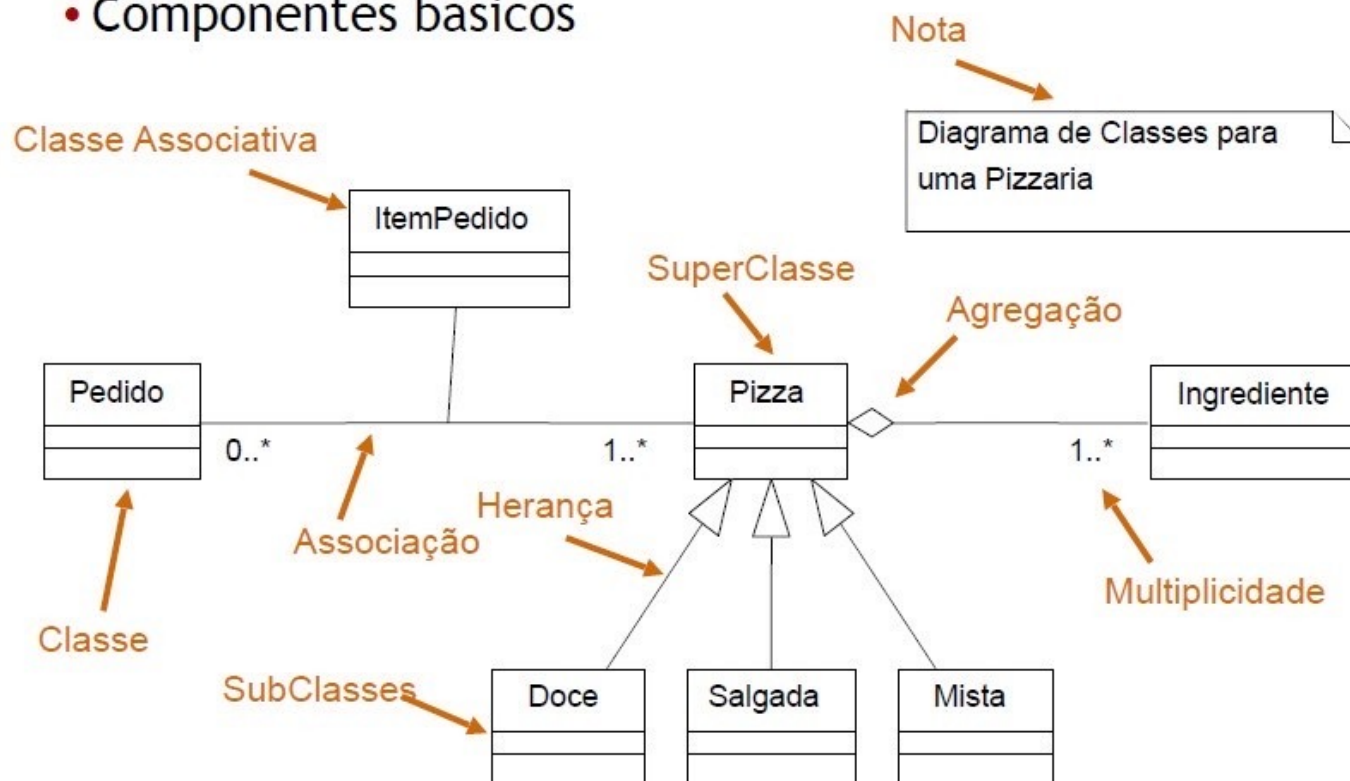 • Componentes básicos
Nota
Diagrama de Classes para
uma Pizzaria
Classe Associativa
ItemPedido
SuperClasse
Agregação
Pedido
Pizza
Ingrediente
0..*
1..*
1..*
Herança
Associação
Multiplicidade
Classe
SubClasses
Doce
Salgada
Mista